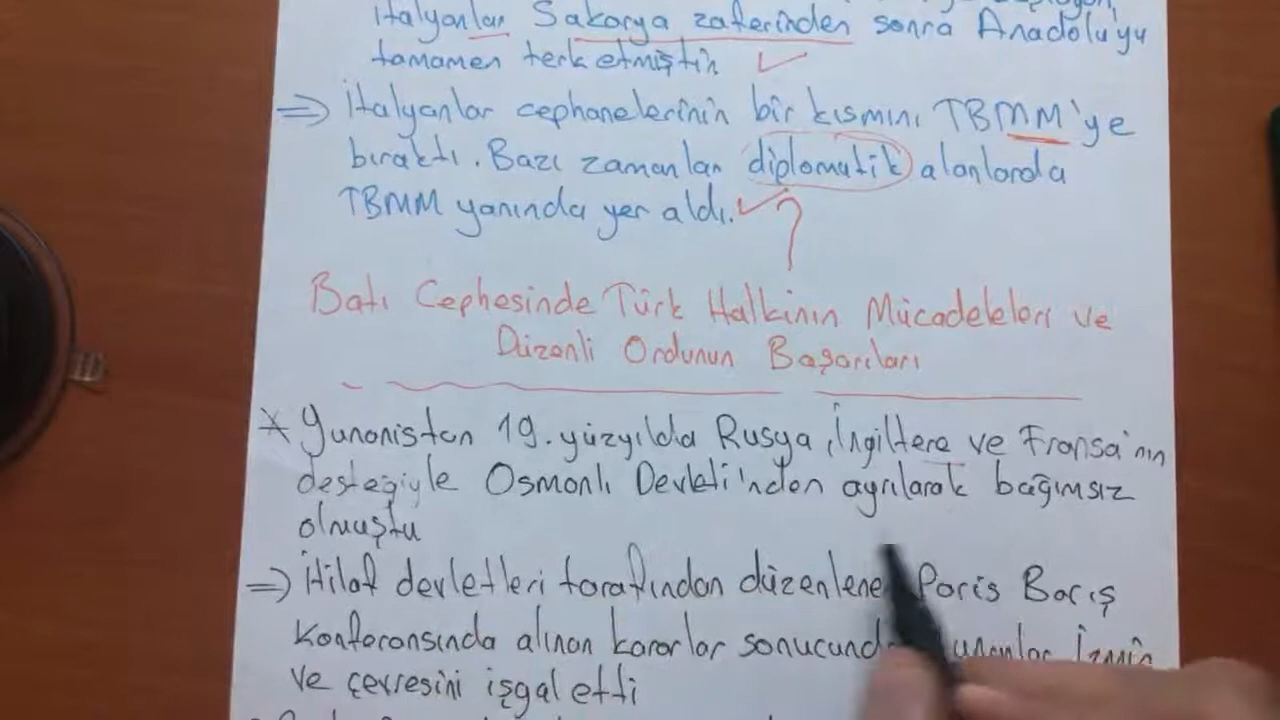 İtalyanlar Sakarya zaferinden sonra Anadolu'yu
tamamen terk etmiştir
⇒ İtalyanlar cephanelerinin bir kısmını TBMM'ye
bıraktı. Bazı zamanlar diplomatik alanlarda
TBMM yanında yer aldı.
Batı Cephesinde Türk Halkının Mücadeleleri ve
Düzenli Ordunun Başarıları
* Yunanistan 19. yüzyılda Rusya, İngiltere ve Fransa'nın
desteğiyle Osmanlı Devleti'nden ayrılarak bağımsız
olmuştu
⇒ İtilaf devletleri tarafından düzenlenen Paris Barış
Konferansında alınan kararlar sonucunda Yunanlar İzmir
ve çevresini işgal etti